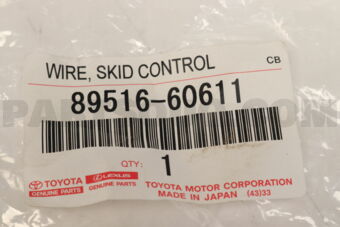 WIRE, SKID CONTROL
CB
89516-60611
QTY:
1
TOYOTA
GENUINE PARTS
LEXUS
GENUINE PARTS
TOYOTA MOTOR CORPORATION
MADE IN JAPAN (43)33